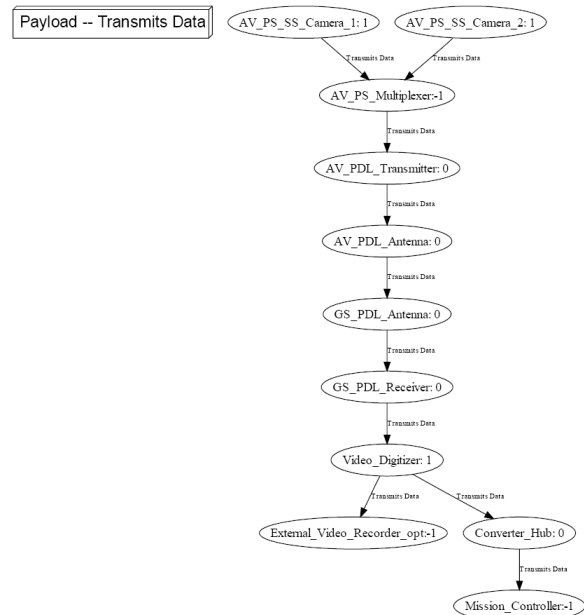 Payload -- Transmits Data
AV_PS_SS_Camera_1: 1
AV_PS_SS_Camera_2: 1
Transmits Data
Transmits Data
AV_PS_Multiplexer:-1
Transmits Data
AV_PDL_Transmitter: 0
Transmits Data
AV_PDL_Antenna: 0
Transmits Data
GS_PDL_Antenna: 0
Transmits Data
GS_PDL_Receiver: 0
Transmits Data
Video_Digitizer: 1
Transmits Data
Transmits Data
External_Video_Recorder_opt:-1
Converter_Hub: 0
Transmits Data
Mission_Controller:-1